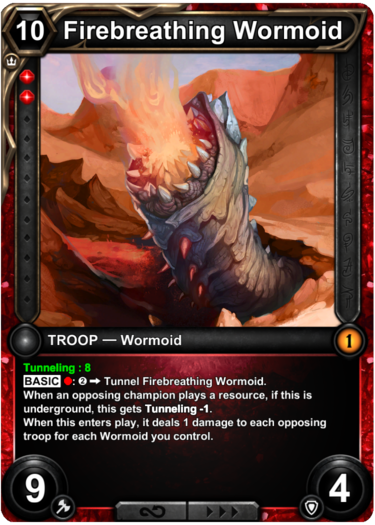 10 Firebreathing Wormoid
TROOP — Wormoid 1
Tunneling : 8
BASIC : 2 ➡ Tunnel Firebreathing Wormoid.
When an opposing champion plays a resource, if this is
underground, this gets Tunneling -1.
When this enters play, it deals 1 damage to each opposing
troop for each Wormoid you control.
9 4